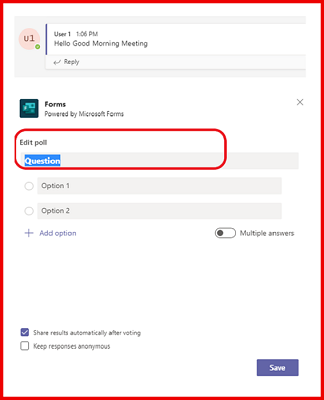 U1
User 1 1:06 PM
Hello Good Morning Meeting
Reply
Forms
Powered by Microsoft Forms
Edit poll
Question
Option 1
Option 2
Add option
Multiple answers
Share results automatically after voting
Keep responses anonymous
Save